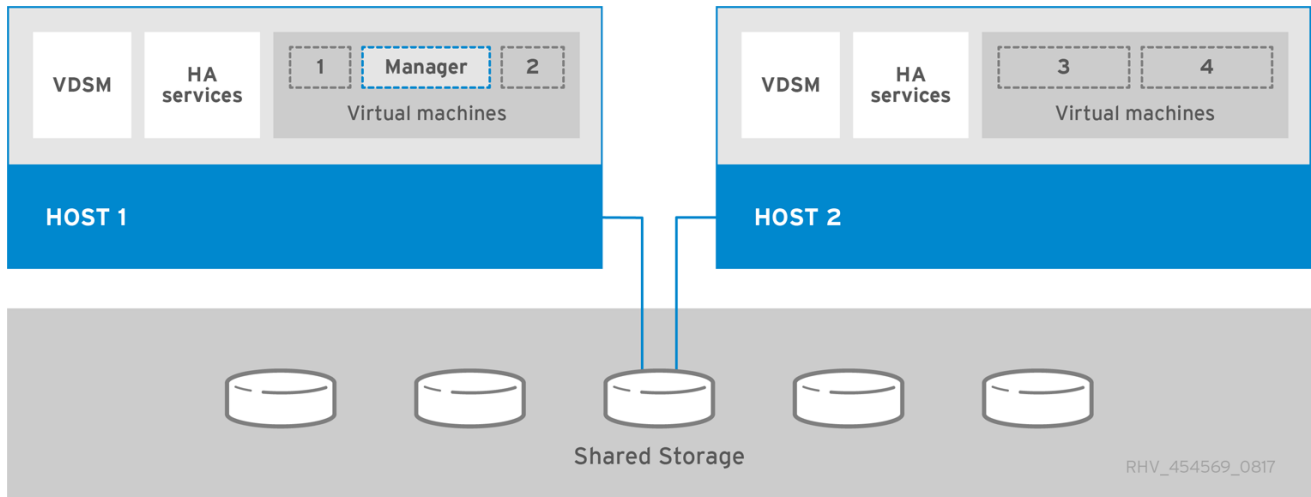 VDSM
HA
services
1
Manager
2
Virtual machines
HOST 1
VDSM
HA
services
3
4
Virtual machines
HOST 2
Shared Storage
RHV_454569_0817